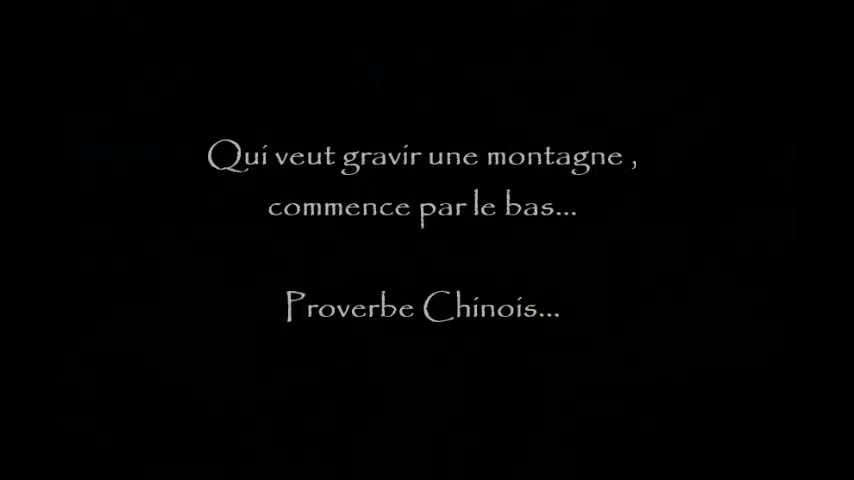 Qui veut gravir une montagne ,
commence par le bas...
Proverbe Chinois...